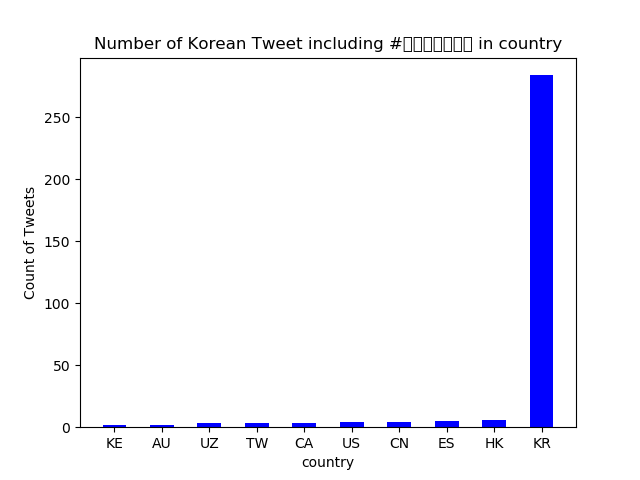 Number of Korean Tweet including #▯▯▯▯▯▯▯ in country
Count of Tweets
250
200
150
100
50
0
KE AU UZ TW CA US CN ES HK KR
country